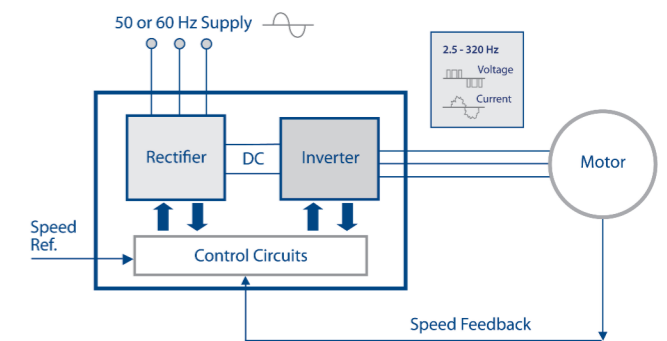 50 or 60 Hz Supply
2.5 - 320 Hz
Voltage
Current
Rectifier
DC
Inverter
Motor
Speed
Ref.
Control Circuits
Speed Feedback